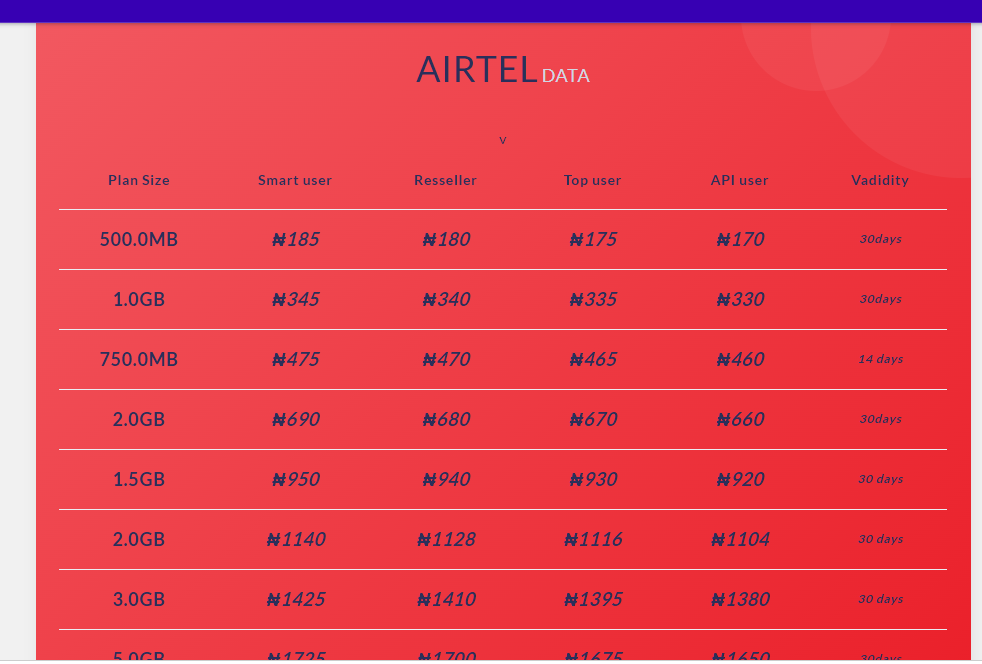 AIRTEL DATA
V
Plan Size Smart user Resseller Top user API user Vadidity
500.0MB ₦185 ₦180 ₦175 ₦170 30days
1.0GB ₦345 ₦340 ₦335 ₦330 30days
750.0MB ₦475 ₦470 ₦465 ₦460 14 days
2.0GB ₦690 ₦680 ₦670 ₦660 30days
1.5GB ₦950 ₦940 ₦930 ₦920 30 days
2.0GB ₦1140 ₦1128 ₦1116 ₦1104 30 days
3.0GB ₦1425 ₦1410 ₦1395 ₦1380 30 days
5.0GB ₦1725 ₦1700 ₦1675 ₦1650 30days